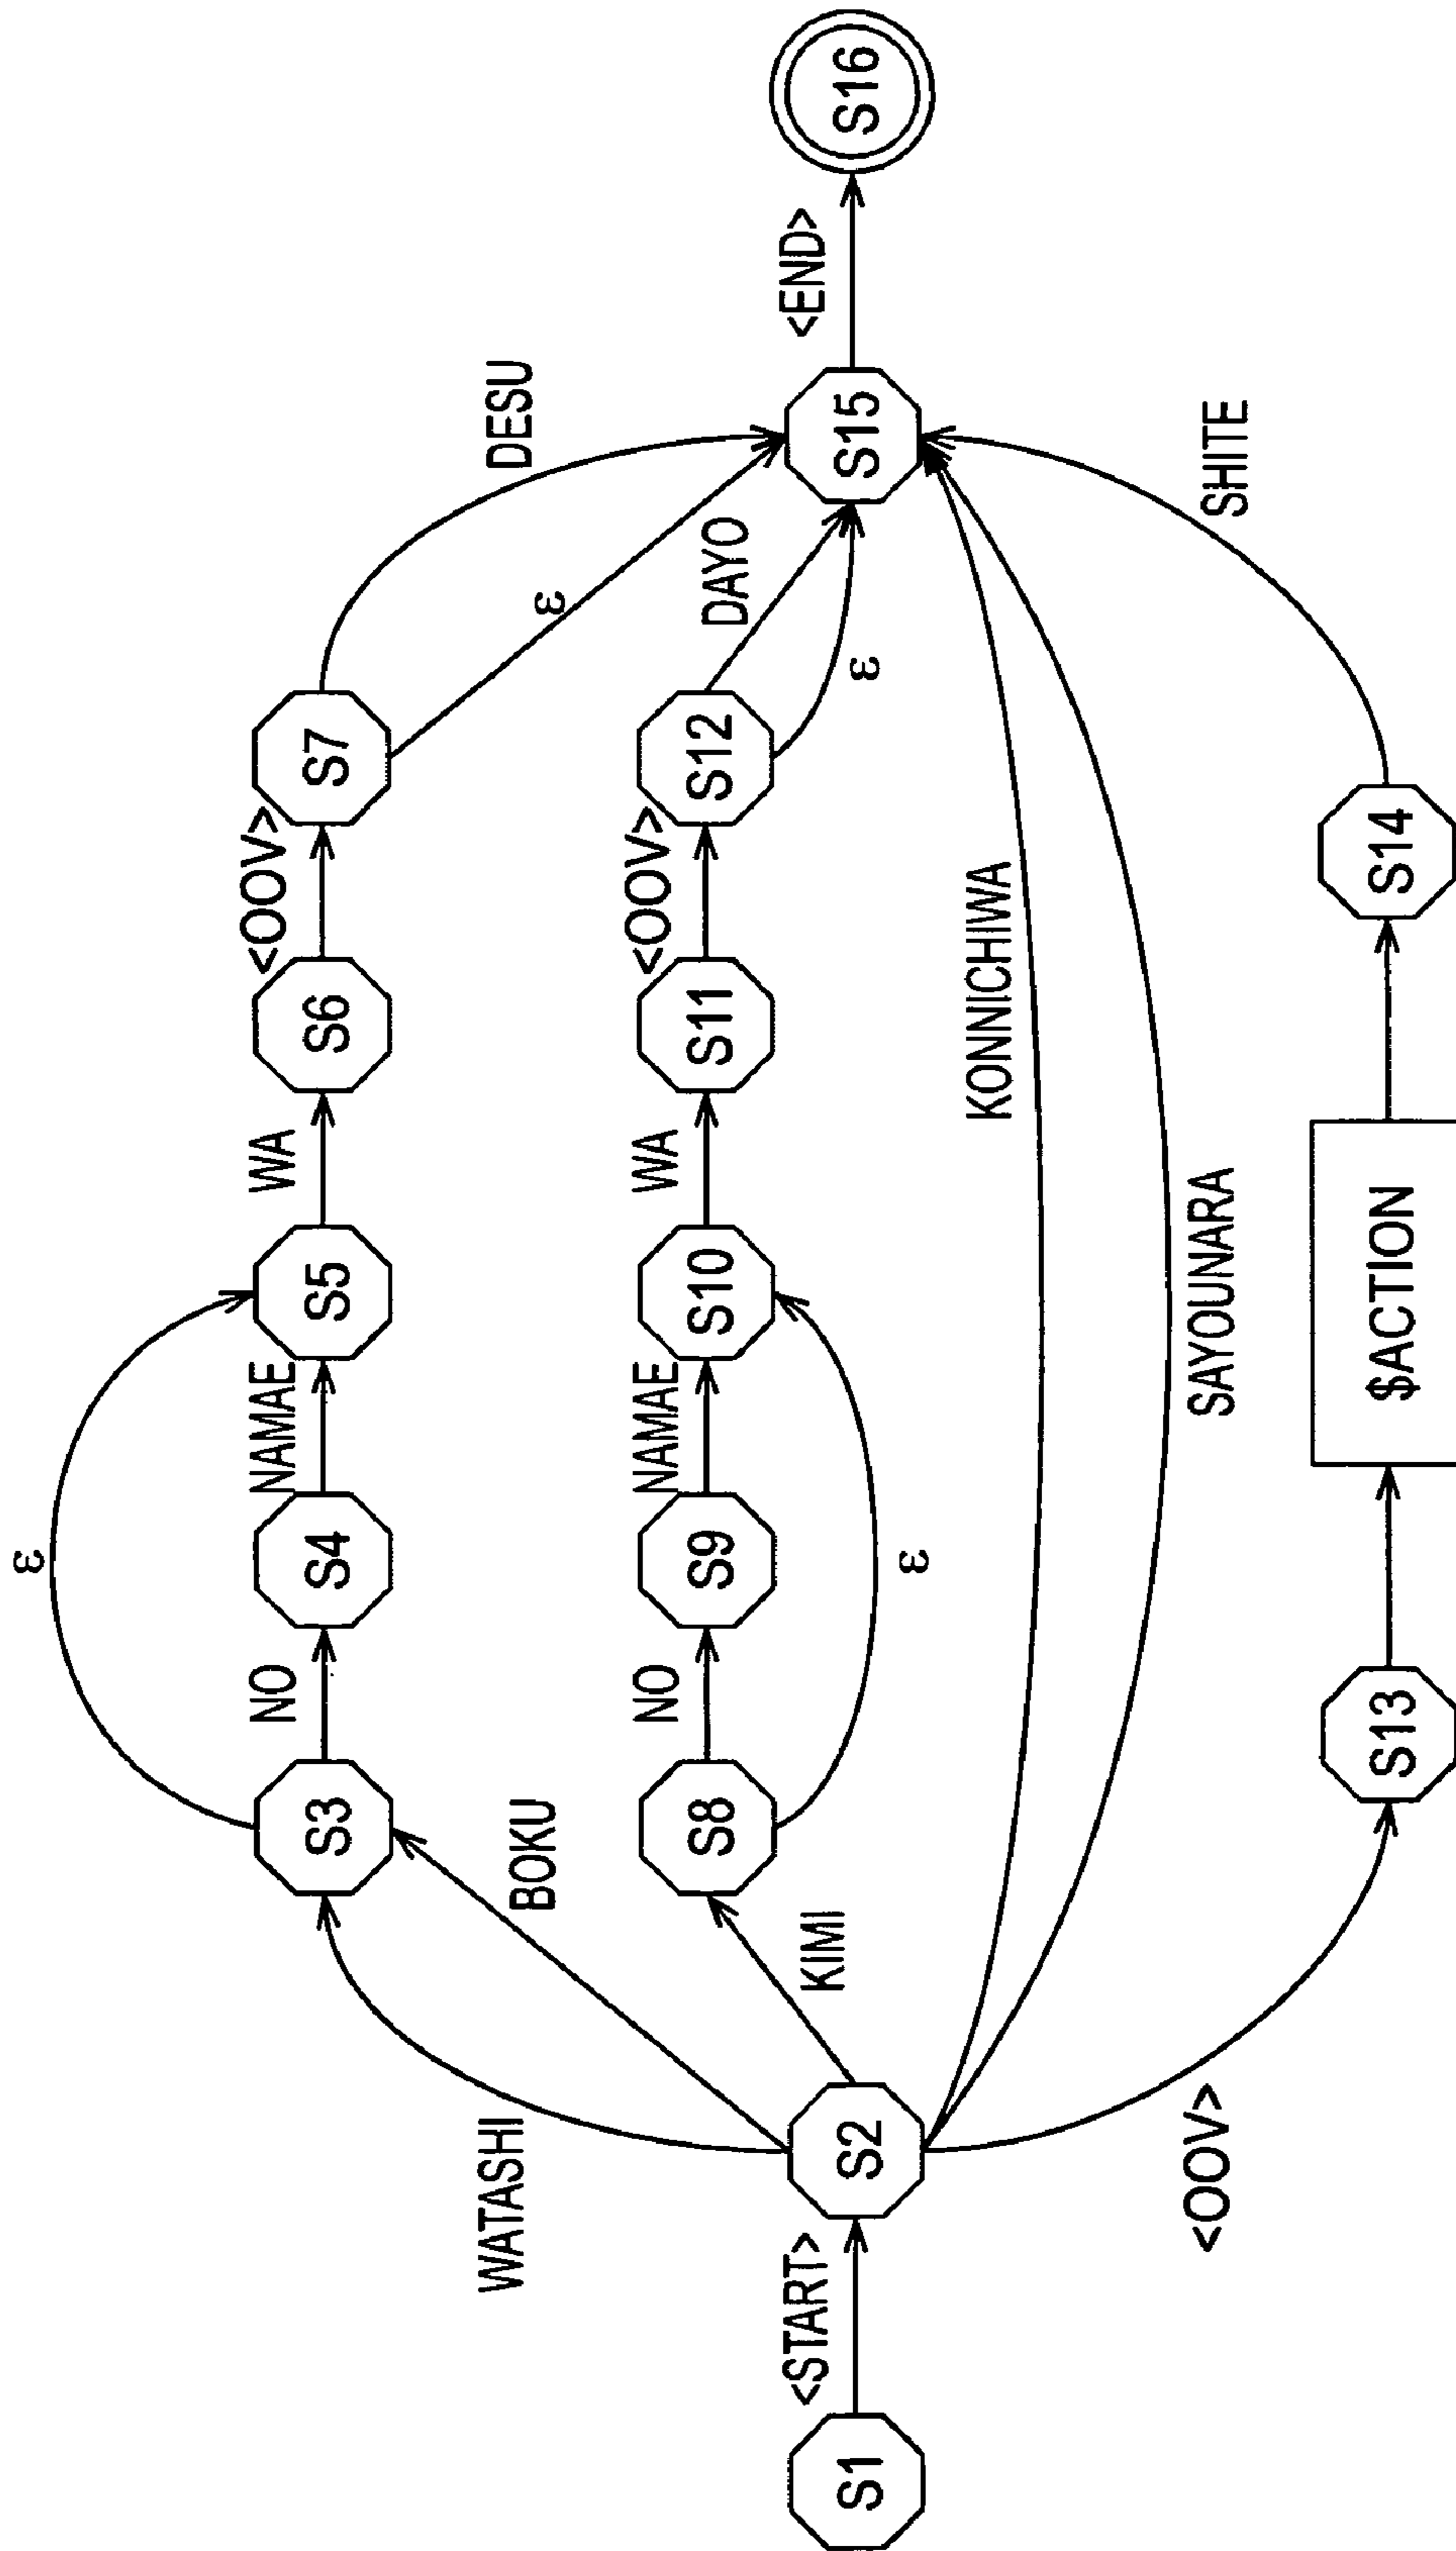 S1
<START>
S2
WATASHI
BOKU
KIMI
KONNICHIWA
SAYOUNARA
<OOV>
ε
S3
NO
S4
NAMAE
S5
WA
S6
<OOV>
S7
DESU
ε
S8
NO
S9
NAMAE
S10
WA
S11
<OOV>
S12
DAYO
ε
ε
S13
$ACTION
S14
SHITE
S15
<END>
S16